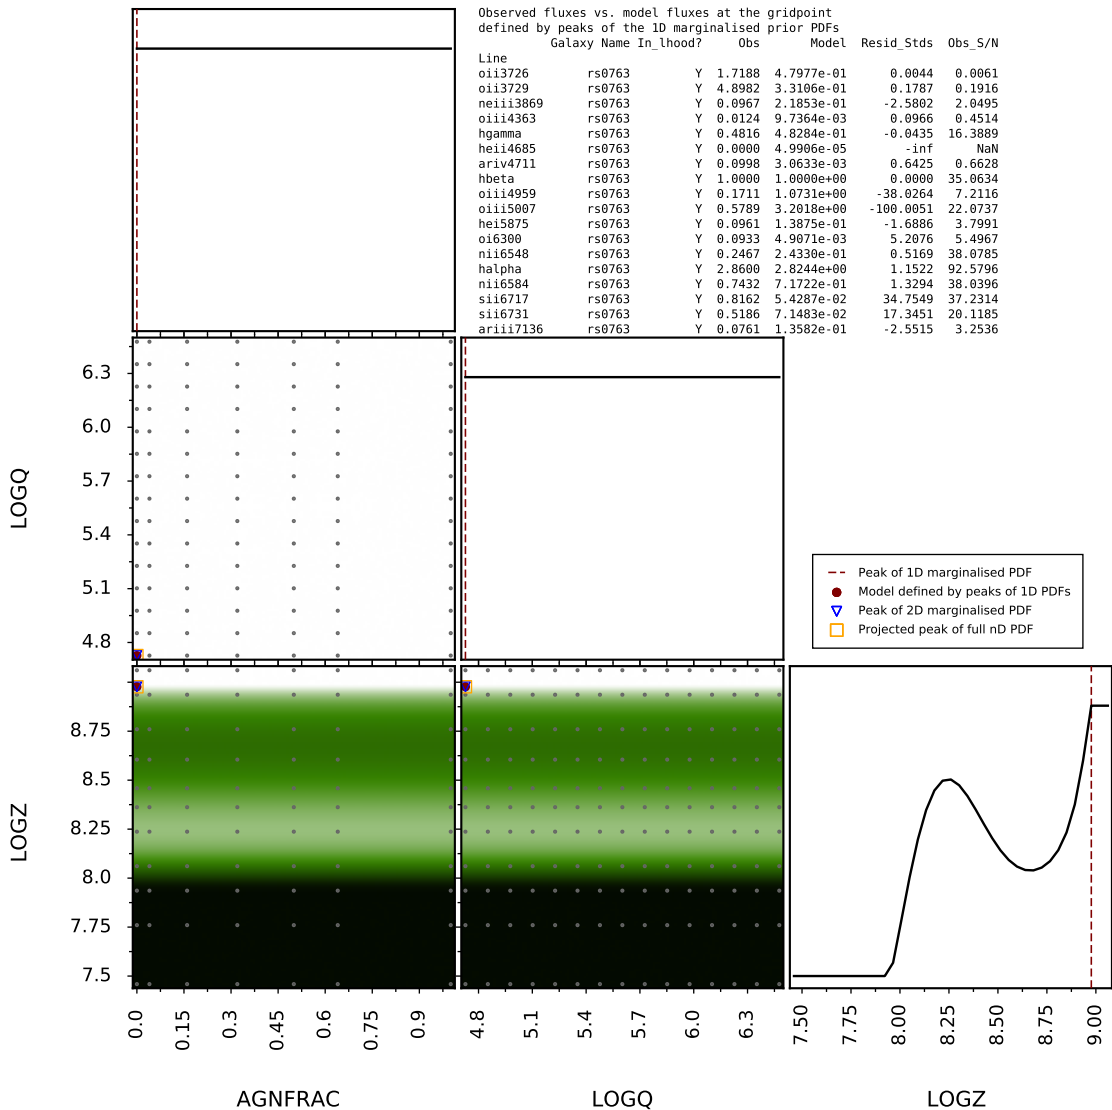 Observed fluxes vs. model fluxes at the gridpoint
defined by peaks of the 1D marginalised prior PDFs
Galaxy Name In_lhood? Obs Model Resid_Stds Obs_S/N
Line
oii3726 rs0763 Y 1.7188 4.7977e-01 0.0044 0.0061
oii3729 rs0763 Y 4.8982 3.3106e-01 0.1787 0.1916
neiii3869 rs0763 Y 0.0967 2.1853e-01 -2.5802 2.0495
oiii4363 rs0763 Y 0.0124 9.7364e-03 0.0966 0.4514
hgamma rs0763 Y 0.4816 4.8284e-01 -0.0435 16.3889
heii4685 rs0763 Y 0.0000 4.9906e-05 -inf NaN
ariv4711 rs0763 Y 0.0998 3.0633e-03 0.6425 0.6628
hbeta rs0763 Y 1.0000 1.0000e+00 0.0000 35.0634
oiii4959 rs0763 Y 0.1711 1.0731e+00 -38.0264 7.2116
oiii5007 rs0763 Y 0.5789 3.2018e+00 -100.0051 22.0737
hei5875 rs0763 Y 0.0961 1.3875e-01 -1.6886 3.7991
oi6300 rs0763 Y 0.0933 4.9071e-03 5.2076 5.4967
nii6548 rs0763 Y 0.2467 2.4330e-01 0.5169 38.0785
halpha rs0763 Y 2.8600 2.8244e+00 1.1522 92.5796
nii6584 rs0763 Y 0.7432 7.1722e-01 1.3294 38.0396
sii6717 rs0763 Y 0.8162 5.4287e-02 34.7549 37.2314
sii6731 rs0763 Y 0.5186 7.1483e-02 17.3451 20.1185
ariii7136 rs0763 Y 0.0761 1.3582e-01 -2.5515 3.2536
6.3
6.0
5.7
5.4
5.1
4.8
LOGQ
Peak of 1D marginalised PDF
Model defined by peaks of 1D PDFs
Peak of 2D marginalised PDF
Projected peak of full nD PDF
8.75
8.5
8.25
8.0
7.75
7.5
LOGZ
0.0 0.15 0.3 0.45 0.6 0.75 0.9
4.8 5.1 5.4 5.7 6.0 6.3
7.50 7.75 8.00 8.25 8.50 8.75 9.00
AGNFRAC LOGQ LOGZ